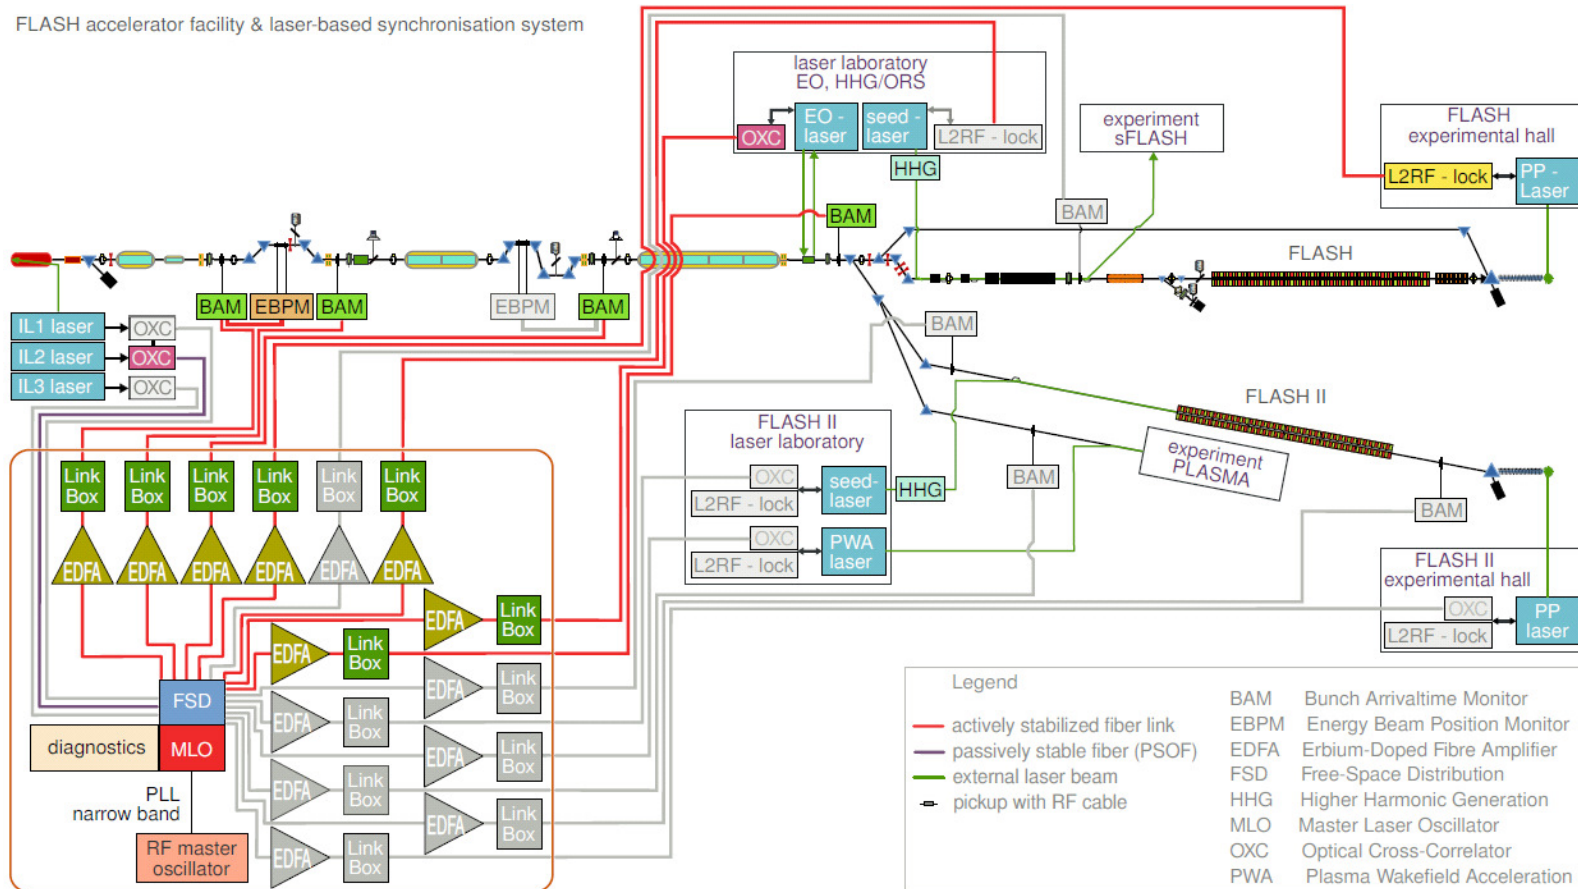 FLASH accelerator facility & laser-based synchronisation system
laser laboratory
EO, HHG/ORS
OXC
EO -
laser
seed -
laser
L2RF - lock
HHG
experiment
sFLASH
FLASH
experimental hall
L2RF - lock
PP -
Laser
BAM
BAM
FLASH
BAM
EBPM
BAM
EBPM
BAM
BAM
IL1 laser
OXC
IL2 laser
OXC
IL3 laser
OXC
FLASH II
FLASH II
laser laboratory
OXC
L2RF - lock
seed-
laser
HHG
OXC
L2RF - lock
PWA
laser
BAM
experiment
PLASMA
BAM
FLASH II
experimental hall
OXC
L2RF - lock
PP
laser
Link
Box
Link
Box
Link
Box
Link
Box
Link
Box
Link
Box
EDFA
EDFA
EDFA
EDFA
EDFA
EDFA
EDFA
Link
Box
EDFA
Link
Box
EDFA
Link
Box
EDFA
Link
Box
EDFA
Link
Box
EDFA
Link
Box
EDFA
Link
Box
EDFA
Link
Box
FSD
diagnostics
MLO
PLL
narrow band
RF master
oscillator
Legend
actively stabilized fiber link
passively stable fiber (PSOF)
external laser beam
pickup with RF cable
BAM Bunch Arrivaltime Monitor
EBPM Energy Beam Position Monitor
EDFA Erbium-Doped Fibre Amplifier
FSD Free-Space Distribution
HHG Higher Harmonic Generation
MLO Master Laser Oscillator
OXC Optical Cross-Correlator
PWA Plasma Wakefield Acceleration